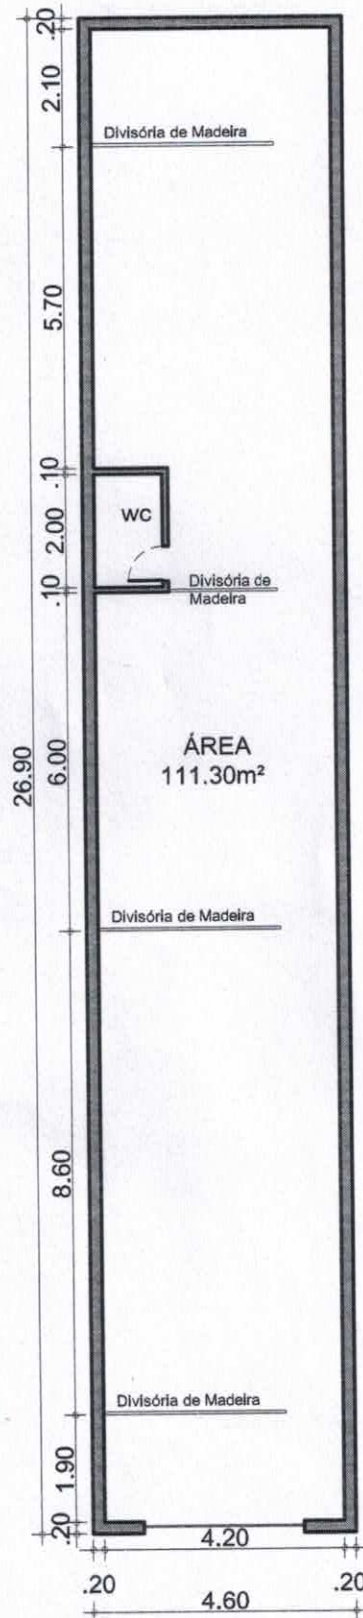 .20
2.10
Divisória de Madeira
5.70
.10
2.00
wc
.10
Divisória de
Madeira
26.90
6.00
ÁREA
111.30m²
Divisória de Madeira
8.60
Divisória de Madeira
1.90
.20
4.20
.20
.20
4.60